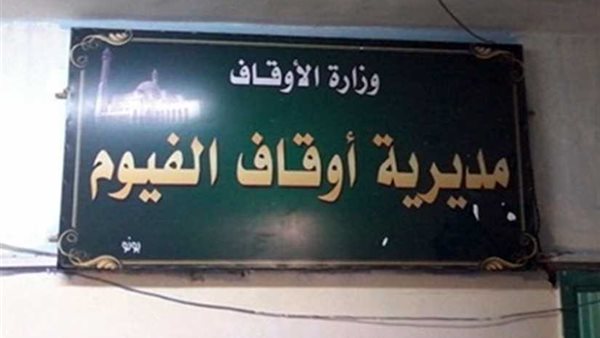 وزارة الأوقاف
مديرية أوقاف الفيوم